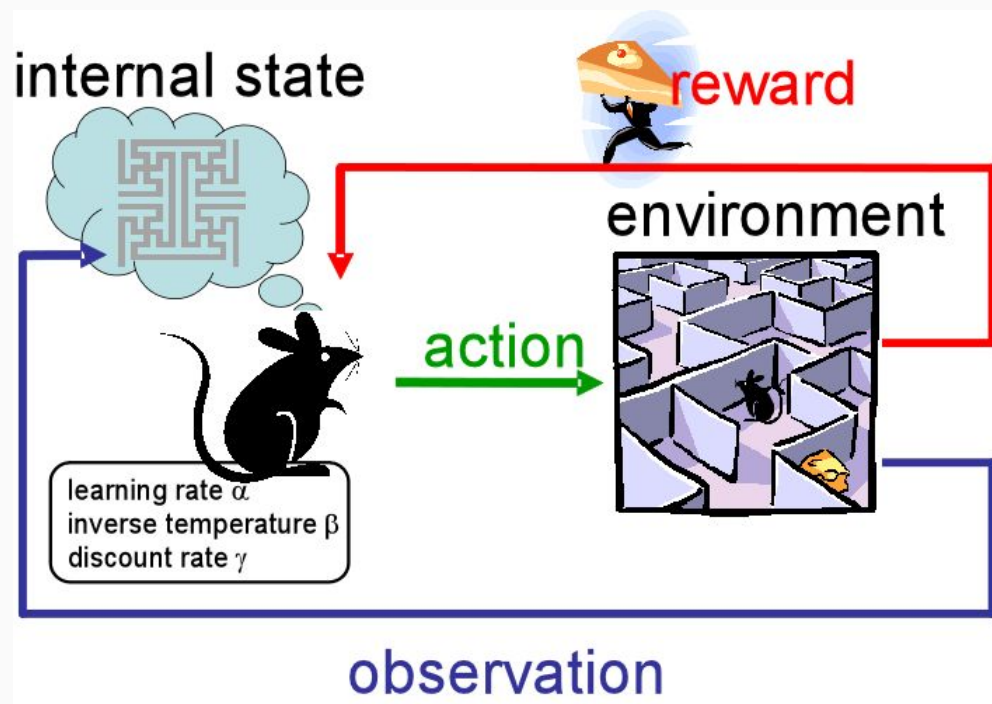 internal state
reward
environment
action
learning rate α
inverse temperature β
discount rate γ
observation